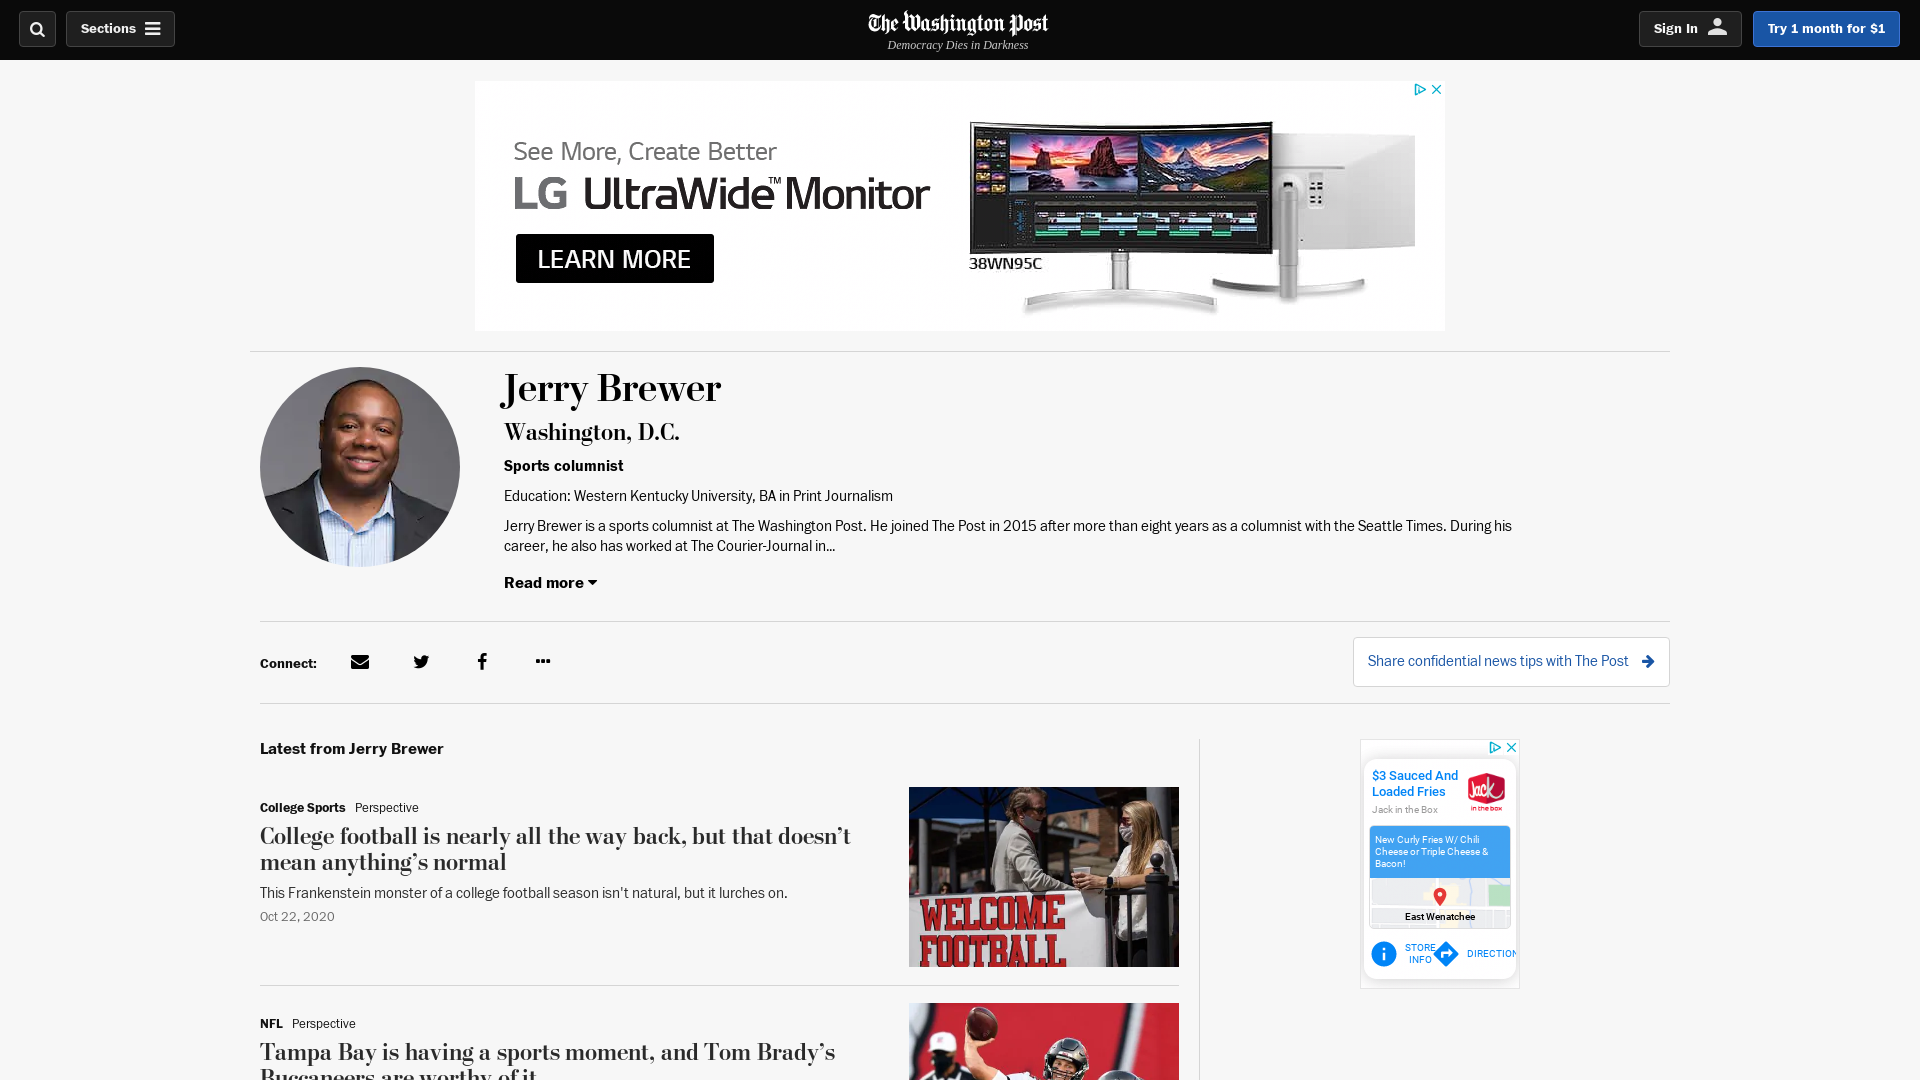 Sections
The Washington Post
Democracy Dies in Darkness
Sign In
Try 1 month for $1
See More, Create Better
LG UltraWide™ Monitor
LEARN MORE
38WN95C
Jerry Brewer
Washington, D.C.
Sports columnist
Education: Western Kentucky University, BA in Print Journalism
Jerry Brewer is a sports columnist at The Washington Post. He joined The Post in 2015 after more than eight years as a columnist with the Seattle Times. During his
career, he also has worked at The Courier-Journal in...
Read more
Connect:
Share confidential news tips with The Post
Latest from Jerry Brewer
College Sports Perspective
College football is nearly all the way back, but that doesn’t
mean anything’s normal
This Frankenstein monster of a college football season isn't natural, but it lurches on.
Oct 22, 2020
WELCOME
FOOTBALL
NFL Perspective
Tampa Bay is having a sports moment, and Tom Brady’s
Buccaneers are worthy of it
$3 Sauced And
Loaded Fries
Jack in the Box
Jack
in the box
New Curly Fries W/ Chili
Cheese or Triple Cheese &
Bacon!
East Wenatchee
STORE
INFO
DIRECTION